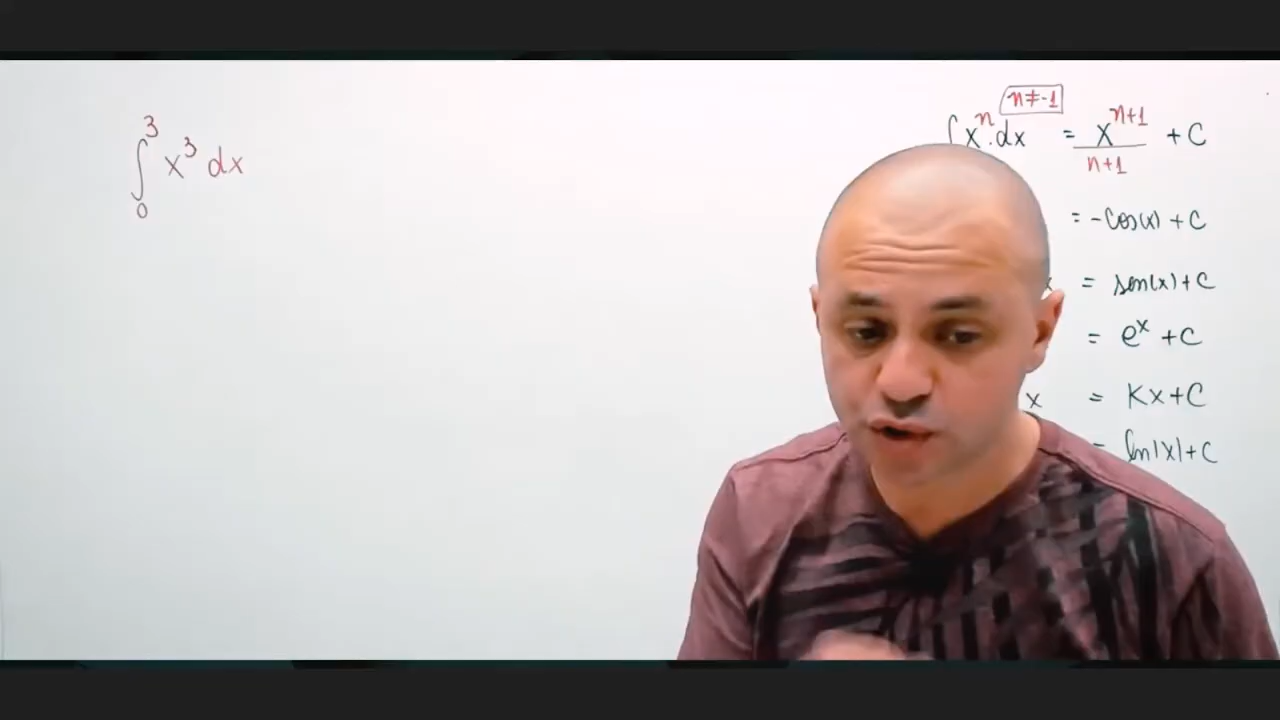 ∫₀³ x³ dx
n≠-1
∫xⁿ.dx = xⁿ⁺¹/n+1 + C
= -cos(x) + C
x = sen(x)+C
= eˣ + C
x = Kx+C
= ln|x|+C